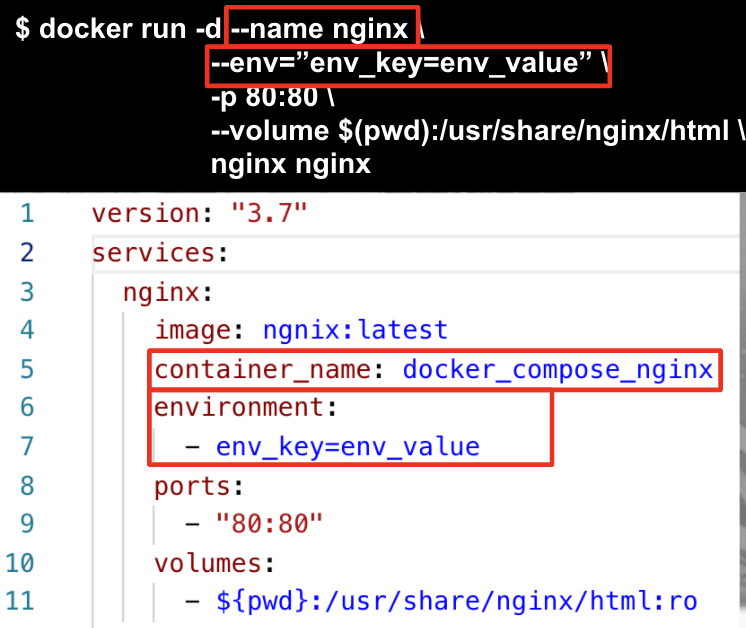 $ docker run -d --name nginx \
--env=”env_key=env_value” \
-p 80:80 \
--volume $(pwd):/usr/share/nginx/html \
nginx nginx
1 version: "3.7"
2 services:
3 nginx:
4 image: ngnix:latest
5 container_name: docker_compose_nginx
6 environment:
7 - env_key=env_value
8 ports:
9 - "80:80"
10 volumes:
11 - ${pwd}:/usr/share/nginx/html:ro